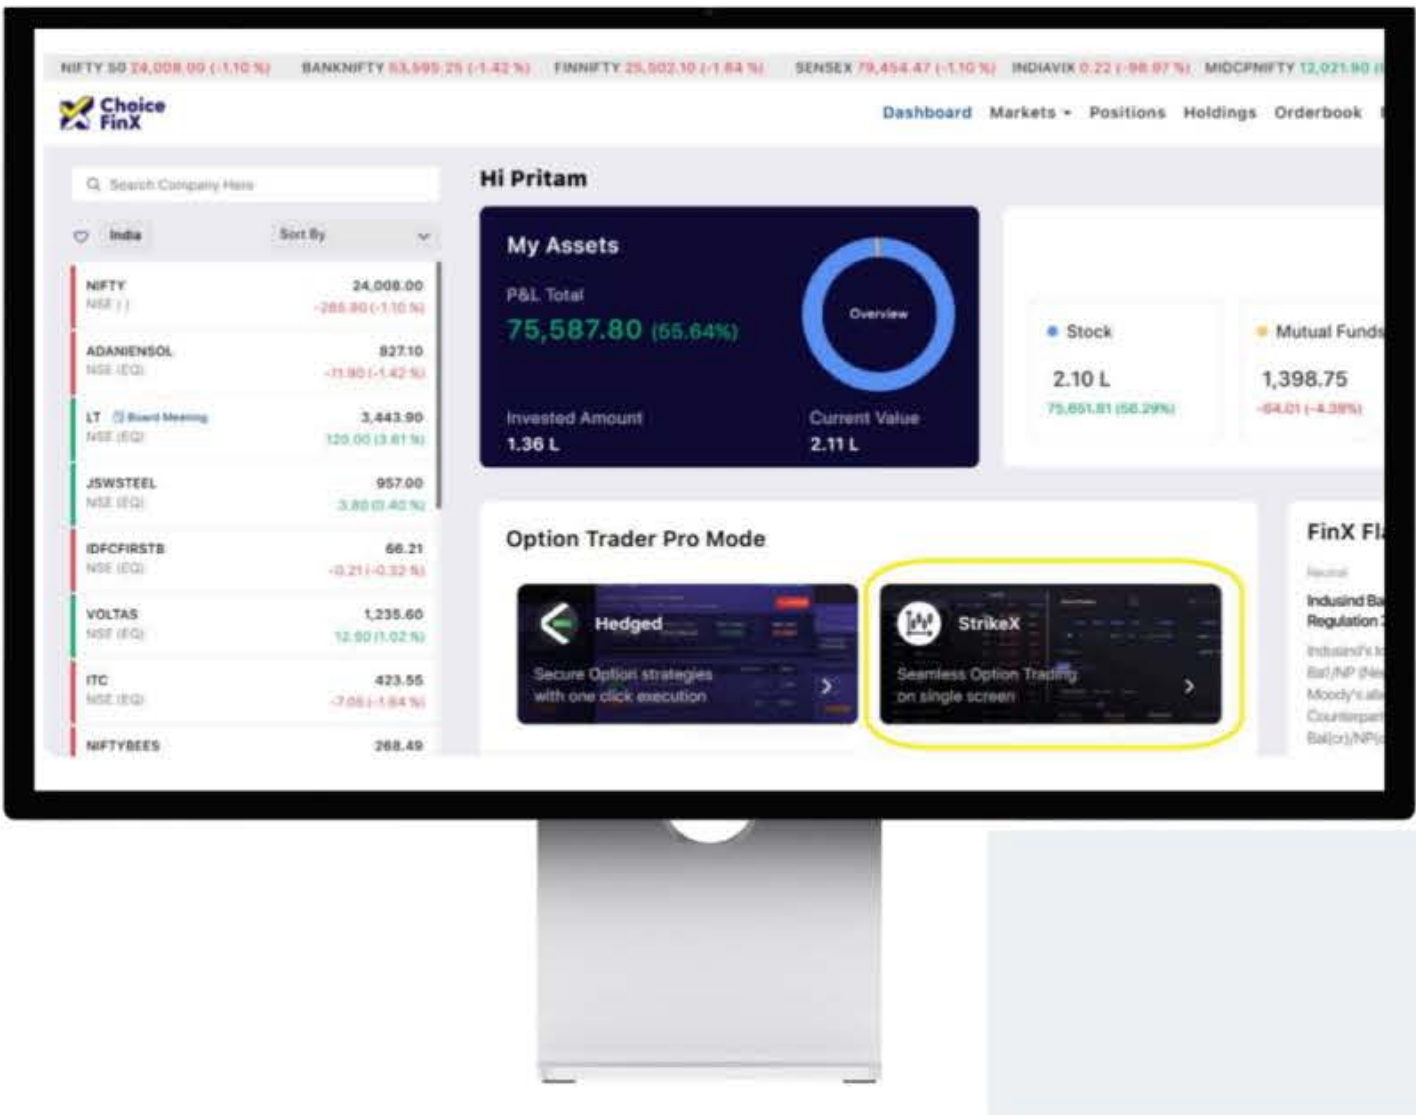 NIFTY 50 24,008.00 (-1.10 %) BANKNIFTY 53,595.25 (-1.42 %) FINNIFTY 25,502.10 (-1.84 %) SENSEX 79,454.47 (-1.10 %) INDIAVIX 0.22 (-98.97 %) MIDCPNIFTY 12,021.90
Choice
FinX
Dashboard Markets Positions Holdings Orderbook
Search Company Here
India Sort By
NIFTY 24,008.00
NSE ( ) -265.80 (-1.10 %)
ADANIENSOL 827.10
NSE (EQ) -11.90 (-1.42 %)
LT Board Meeting 3,443.90
NSE (EQ) 120.00 (3.61 %)
JSWSTEEL 957.00
NSE (EQ) 3.80 (0.40 %)
IDFCFIRSTB 66.21
NSE (EQ) -0.21 (-0.32 %)
VOLTAS 1,235.60
NSE (EQ) 12.50 (1.02 %)
ITC 423.55
NSE (EQ) -7.05 (-1.64 %)
NIFTYBEES 268.49
Hi Pritam
My Assets
P&L Total
75,587.80 (55.64%)
Overview
Invested Amount Current Value
1.36 L 2.11 L
Stock
2.10 L
75,651.81 (56.29%)
Mutual Funds
1,398.75
-64.01 (-4.38%)
Option Trader Pro Mode
Hedged
Secure Option strategies
with one click execution
StrikeX
Seamless Option Trading
on single screen
FinX Fla
Neutral
Indusind Ba
Regulation
Indusind's
Moody's
Counterpart